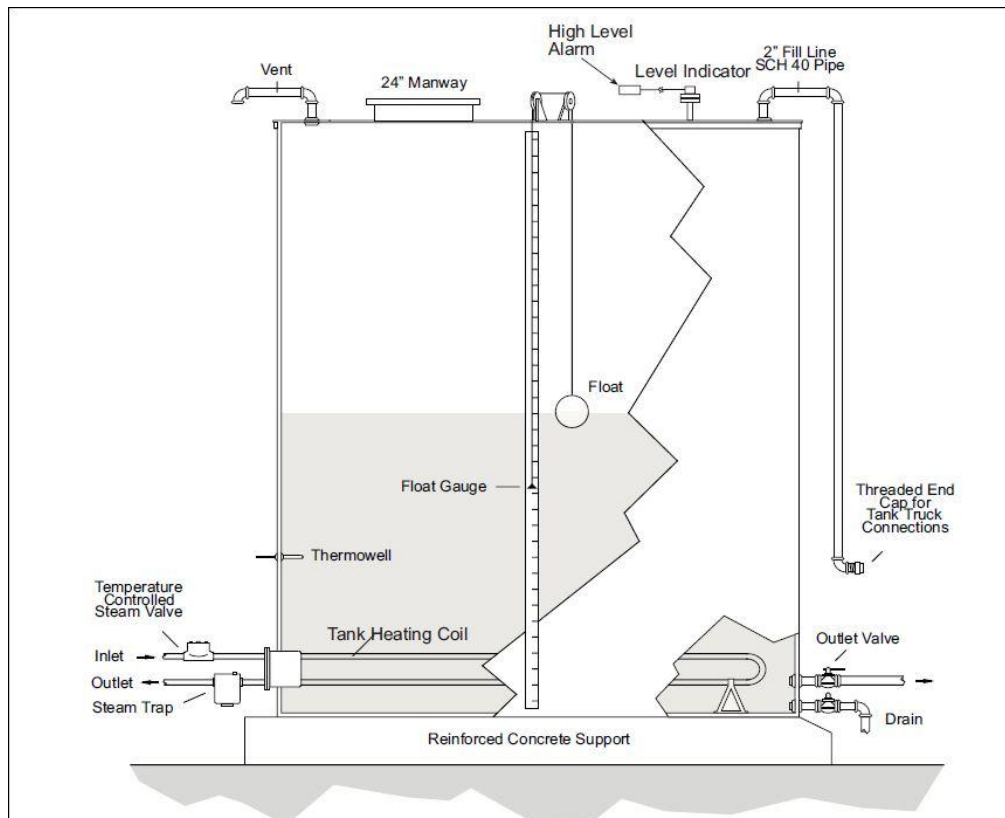 High Level
Alarm
2” Fill Line
SCH 40 Pipe
Vent
24” Manway
Level Indicator
Float
Float Gauge
Threaded End
Cap for
Tank Truck
Connections
Thermowell
Temperature
Controlled
Steam Valve
Tank Heating Coil
Outlet Valve
Inlet
Outlet
Steam Trap
Drain
Reinforced Concrete Support